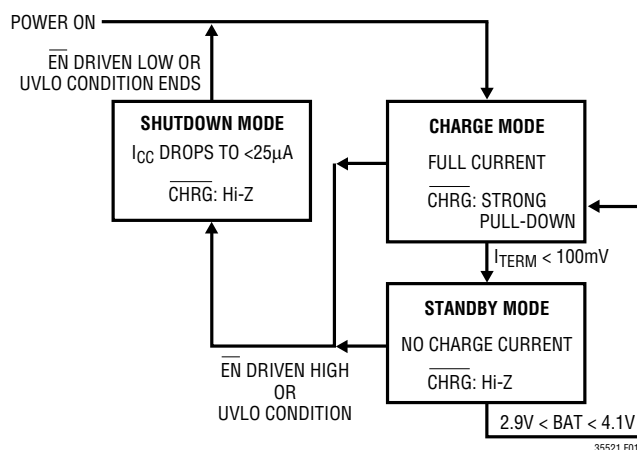 POWER ON
EN DRIVEN LOW OR
UVLO CONDITION ENDS
SHUTDOWN MODE
ICC DROPS TO <25µA
CHRG: Hi-Z
CHARGE MODE
FULL CURRENT
CHRG: STRONG
PULL-DOWN
ITERM < 100mV
STANDBY MODE
NO CHARGE CURRENT
CHRG: Hi-Z
EN DRIVEN HIGH
OR
UVLO CONDITION
2.9V < BAT < 4.1V
35521 F01